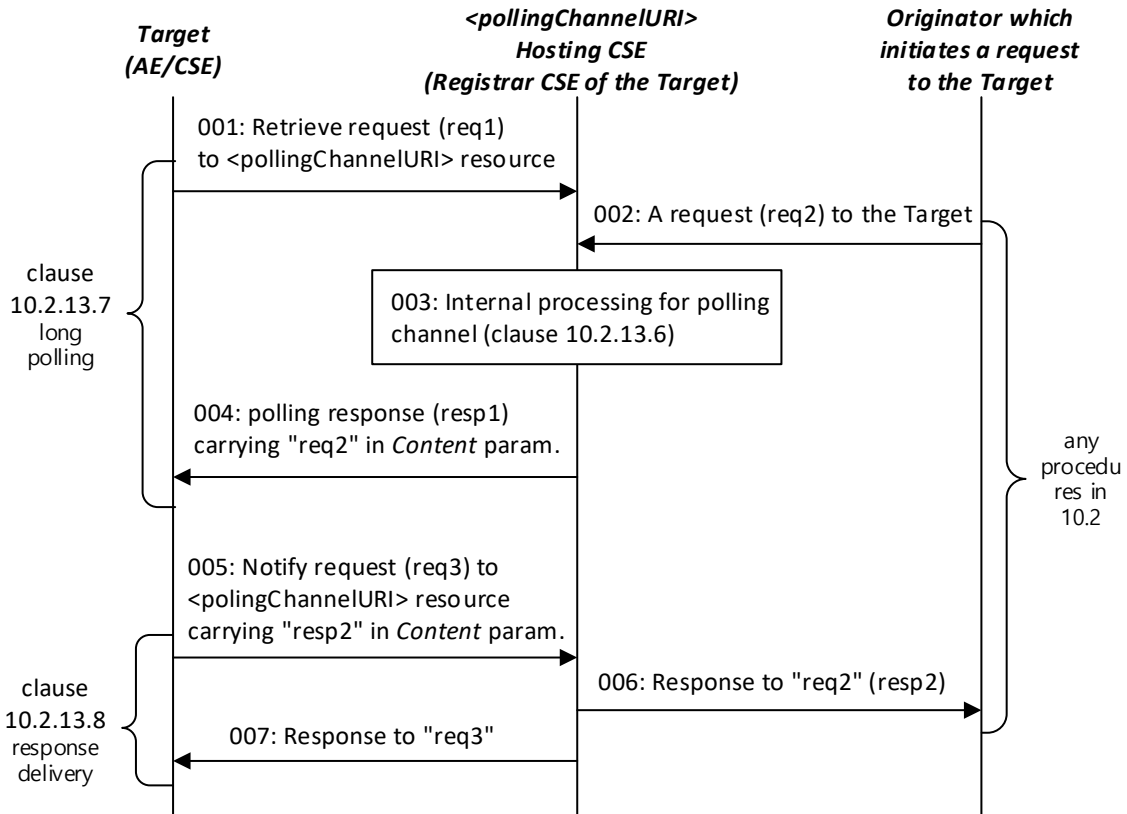 Target
(AE/CSE)
<pollingChannelURI>
Hosting CSE
(Registrar CSE of the Target)
Originator which
initiates a request
to the Target
001: Retrieve request (req1)
to <pollingChannelURI> resource
002: A request (req2) to the Target
clause
10.2.13.7
long
polling
003: Internal processing for polling
channel (clause 10.2.13.6)
004: polling response (resp1)
carrying "req2" in Content param.
any
procedu
res in
10.2
005: Notify request (req3) to
<polingChannelURI> resource
carrying "resp2" in Content param.
clause
10.2.13.8
response
delivery
006: Response to "req2" (resp2)
007: Response to "req3"